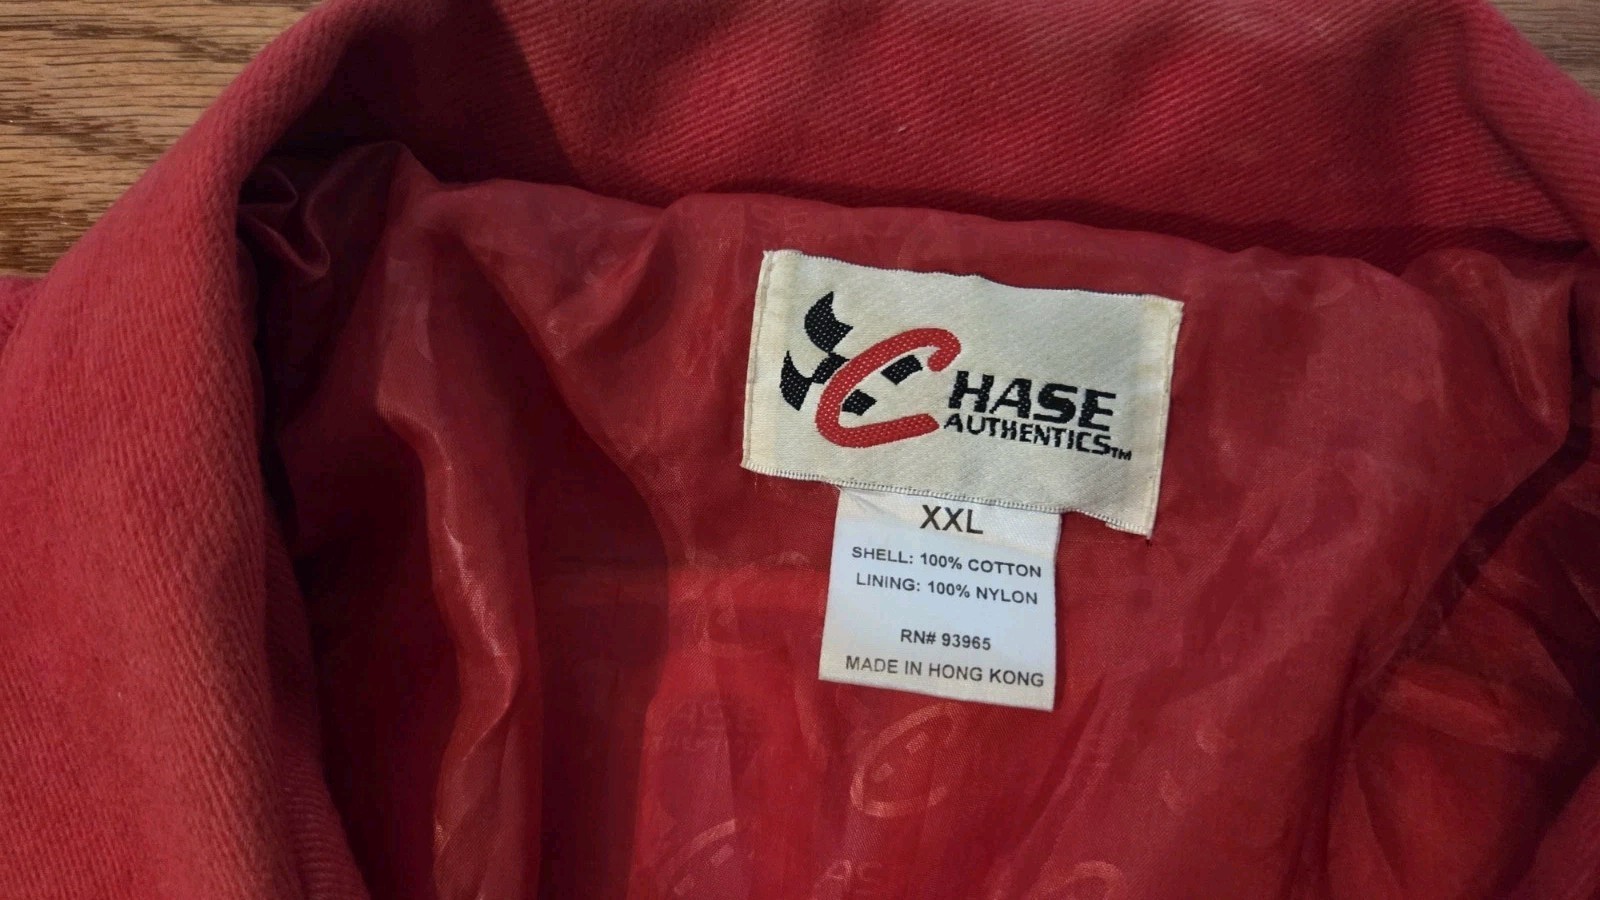 CHASE
AUTHENTICS™
XXL
SHELL: 100% COTTON
LINING: 100% NYLON
RN# 93965
MADE IN HONG KONG